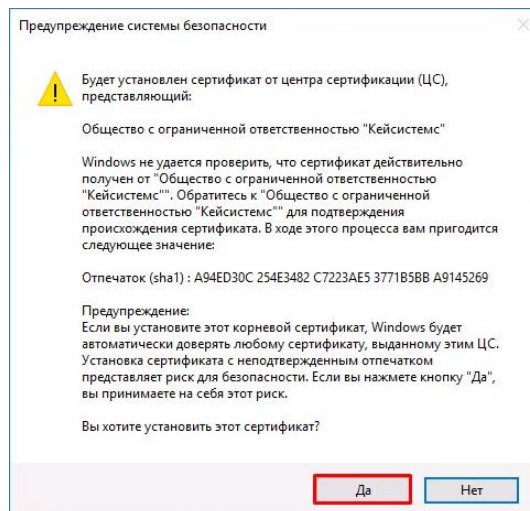 Предупреждение системы безопасности
Будет установлен сертификат от центра сертификации (ЦС),
представляющий:
Общество с ограниченной ответственностью "Кейсистемс"
Windows не удается проверить, что сертификат действительно
получен от "Общество с ограниченной ответственностью
"Кейсистемс"". Обратитесь к "Общество с ограниченной
ответственностью "Кейсистемс"" для подтверждения
происхождения сертификата. В ходе этого процесса вам пригодится
следующее значение:
Отпечаток (sha1) : A94ED30C 254E3482 C7223AE5 3771B5BB A9145269
Предупреждение:
Если вы установите этот корневой сертификат, Windows будет
автоматически доверять любому сертификату, выданному этим ЦС.
Установка сертификата с неподтвержденным отпечатком
представляет риск для безопасности. Если вы нажмете кнопку "Да",
вы принимаете на себя этот риск.
Вы хотите установить этот сертификат?
Да Нет